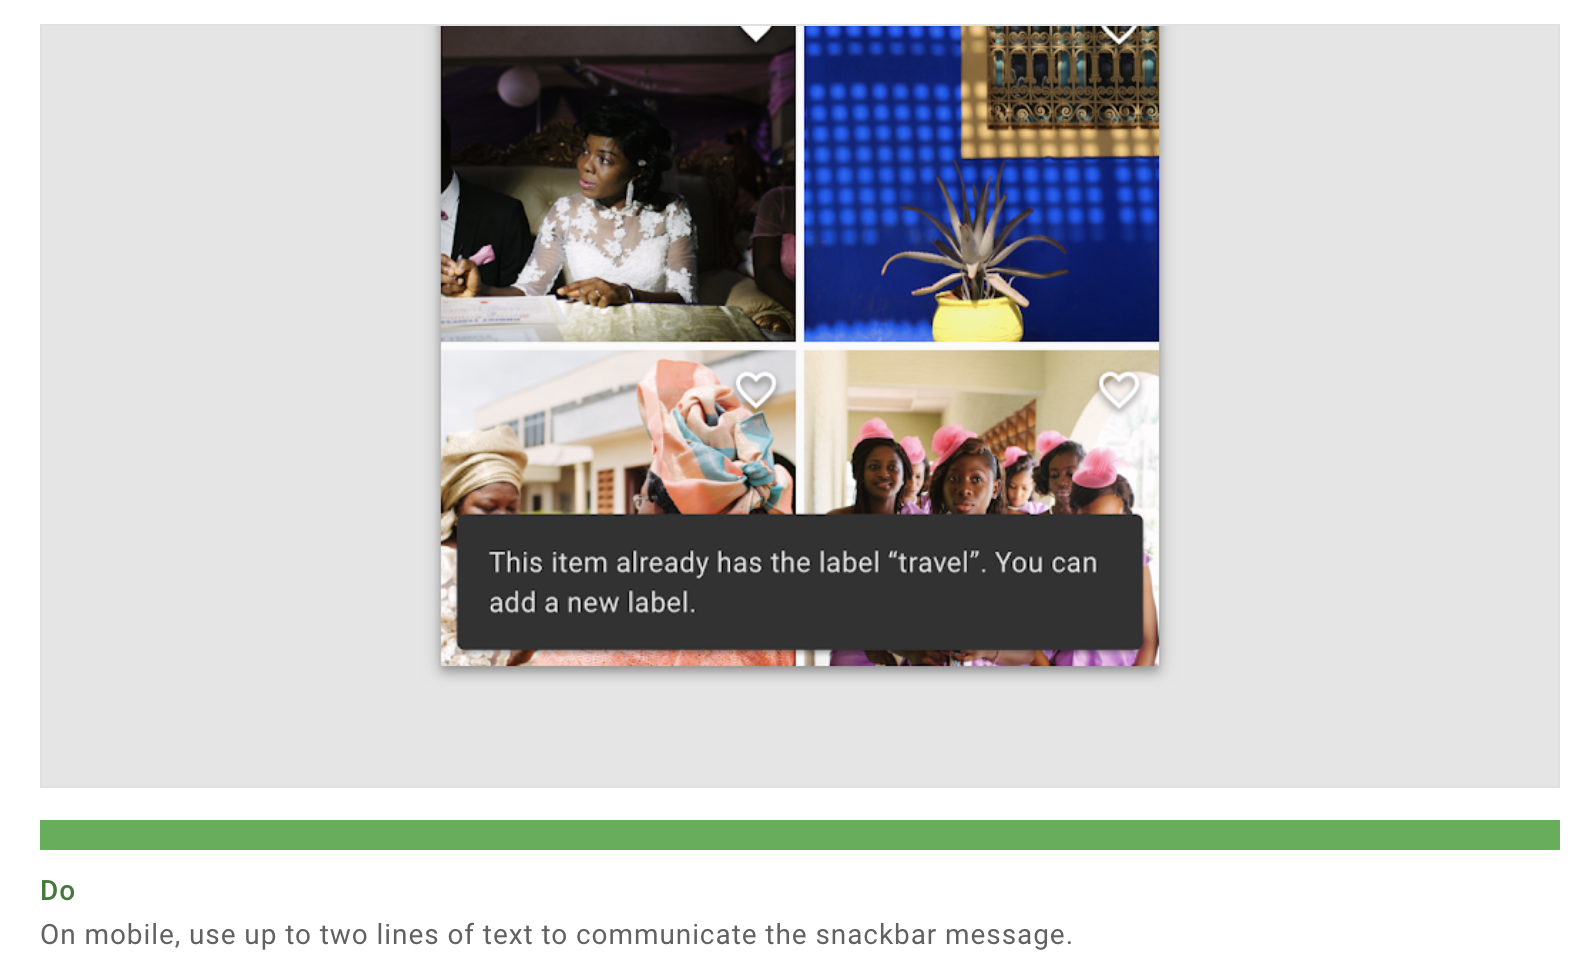 This item already has the label “travel”. You can
add a new label.
Do
On mobile, use up to two lines of text to communicate the snackbar message.